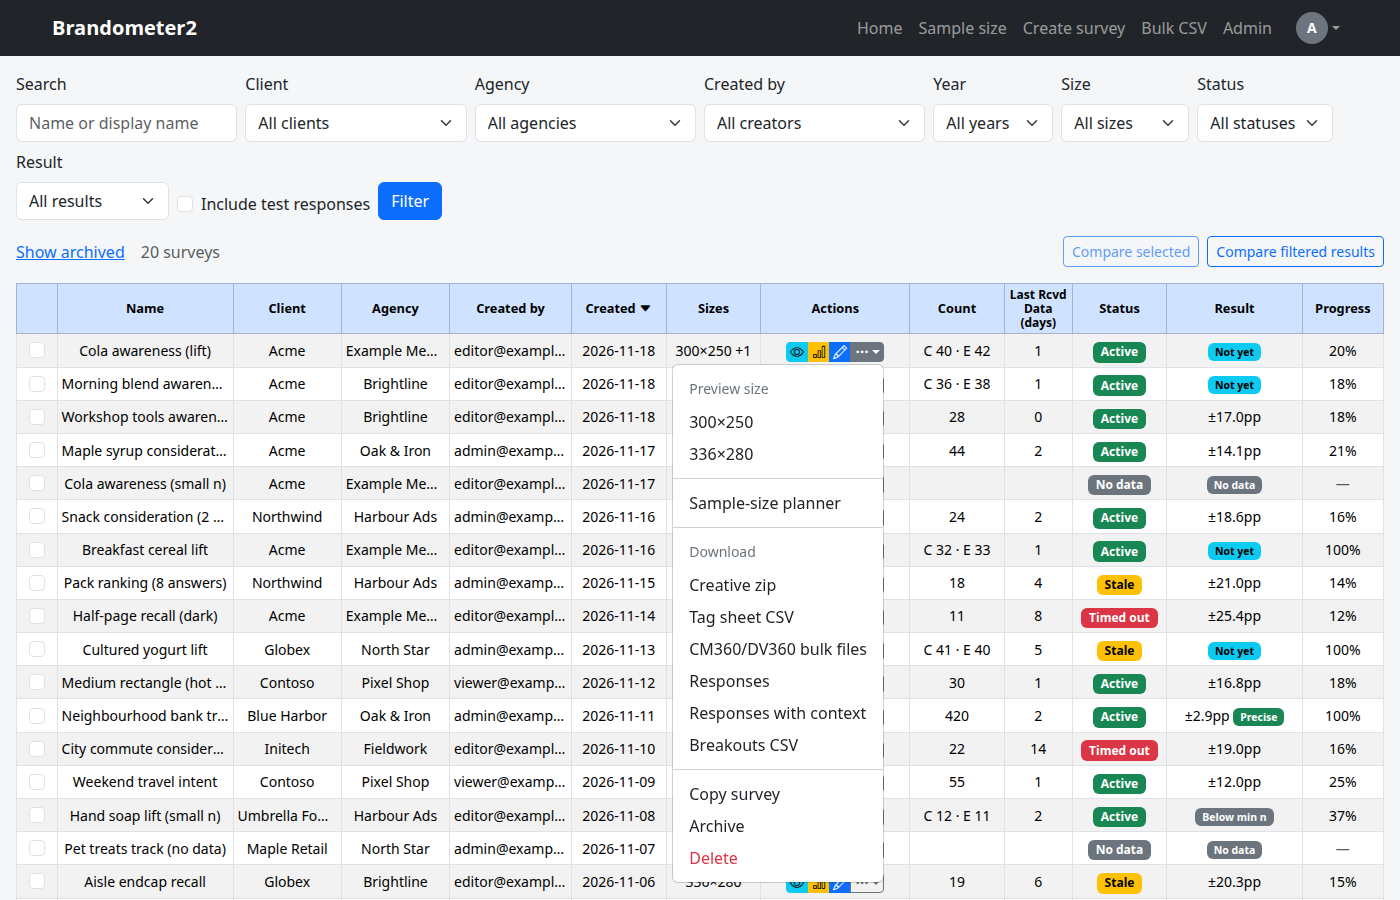 Brandometer2
Home Sample size Create survey Bulk CSV Admin A
Search Client Agency Created by Year Size Status
Name or display name All clients All agencies All creators All years All sizes All statuses
Result
All results Include test responses Filter
Show archived 20 surveys Compare selected Compare filtered results
Name Client Agency Created by Created Sizes Actions Count Last Rcvd Data (days) Status Result Progress
Cola awareness (lift) Acme Example Me... editor@exampl... 2026-11-18 300×250 +1 C 40 · E 42 1 Active Not yet 20%
Morning blend awaren... Acme Brightline editor@exampl... 2026-11-18 C 36 · E 38 1 Active Not yet 18%
Workshop tools awaren... Acme Brightline editor@exampl... 2026-11-18 28 0 Active ±17.0pp 18%
Maple syrup considerat... Acme Oak & Iron admin@examp... 2026-11-17 44 2 Active ±14.1pp 21%
Cola awareness (small n) Acme Example Me... editor@exampl... 2026-11-17 No data No data —
Snack consideration (2 ... Northwind Harbour Ads admin@examp... 2026-11-16 24 2 Active ±18.6pp 16%
Breakfast cereal lift Acme Example Me... editor@exampl... 2026-11-16 C 32 · E 33 1 Active Not yet 100%
Pack ranking (8 answers) Northwind Harbour Ads admin@examp... 2026-11-15 18 4 Stale ±21.0pp 14%
Half-page recall (dark) Acme Example Me... editor@exampl... 2026-11-14 11 8 Timed out ±25.4pp 12%
Cultured yogurt lift Globex North Star admin@examp... 2026-11-13 C 41 · E 40 5 Stale Not yet 100%
Medium rectangle (hot ... Contoso Pixel Shop viewer@examp... 2026-11-12 30 1 Active ±16.8pp 18%
Neighbourhood bank tr... Blue Harbor Oak & Iron admin@examp... 2026-11-11 420 2 Active ±2.9pp Precise 100%
City commute consider... Initech Fieldwork editor@exampl... 2026-11-10 22 14 Timed out ±19.0pp 16%
Weekend travel intent Contoso Pixel Shop viewer@examp... 2026-11-09 55 1 Active ±12.0pp 25%
Hand soap lift (small n) Umbrella Fo... Harbour Ads editor@exampl... 2026-11-08 C 12 · E 11 2 Active Below min n 37%
Pet treats track (no data) Maple Retail North Star admin@examp... 2026-11-07 No data No data —
Aisle endcap recall Globex Brightline editor@exampl... 2026-11-06 336×280 19 6 Stale ±20.3pp 15%
Preview size
300×250
336×280
Sample-size planner
Download
Creative zip
Tag sheet CSV
CM360/DV360 bulk files
Responses
Responses with context
Breakouts CSV
Copy survey
Archive
Delete